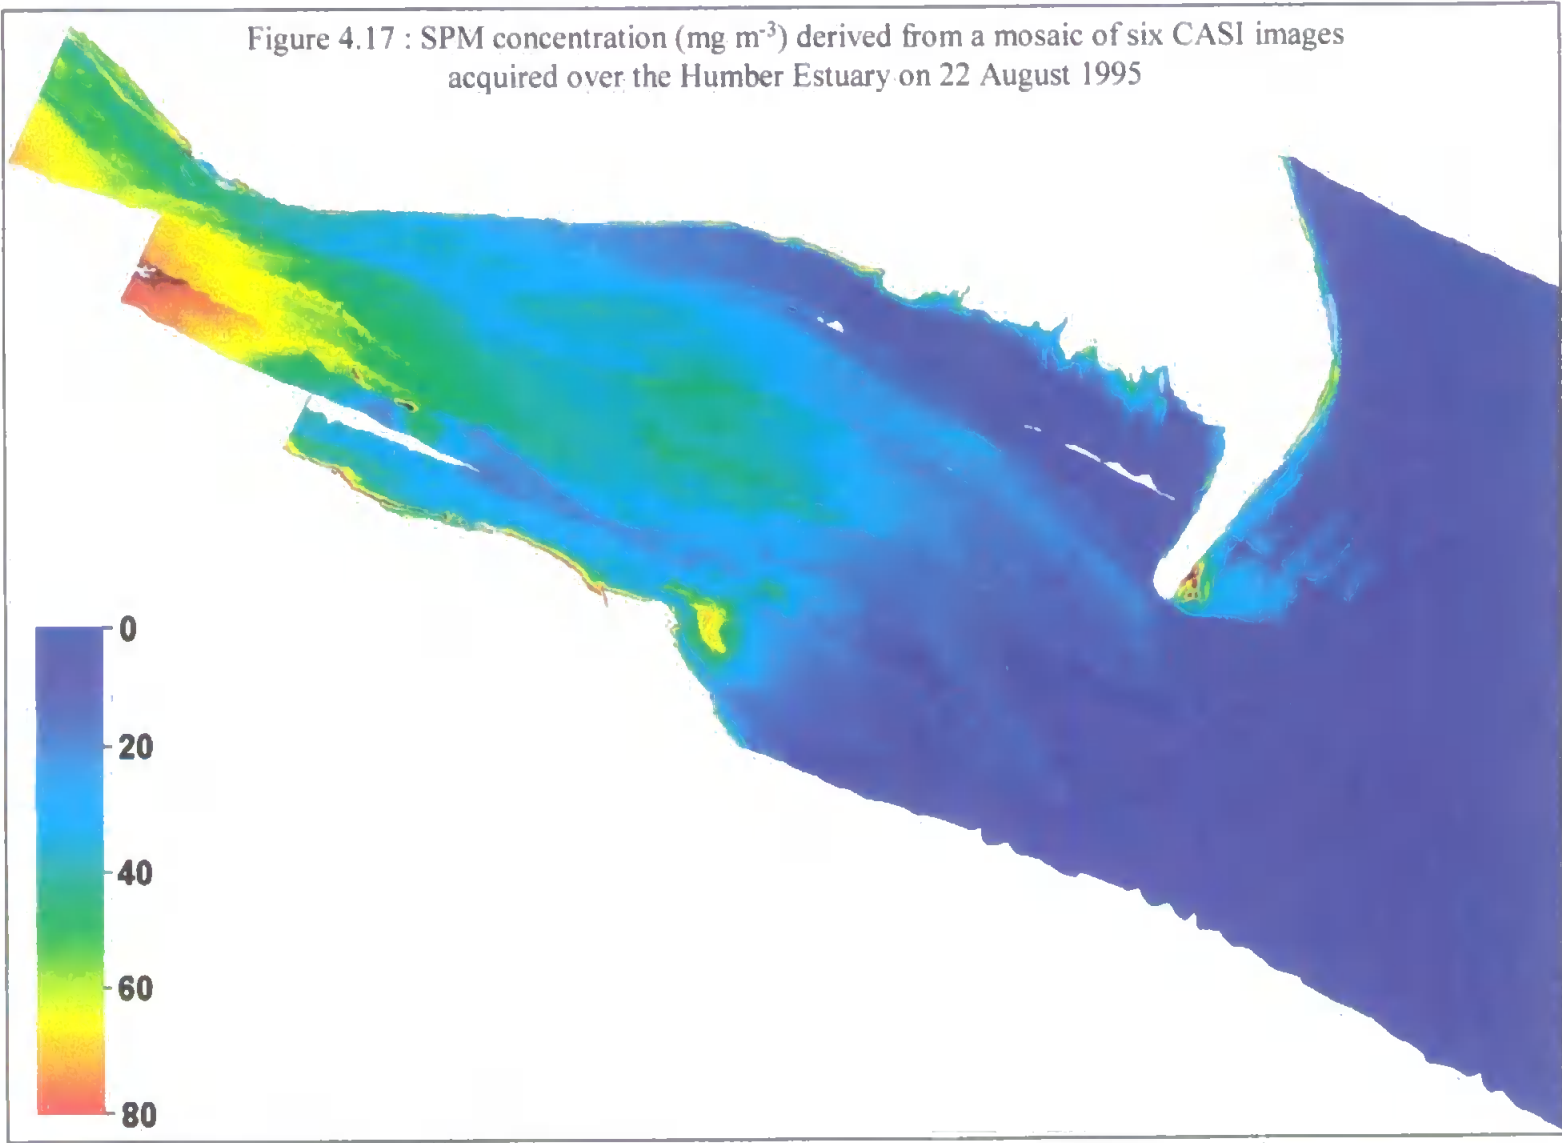 Figure 4.17 : SPM concentration (mg m⁻³) derived from a mosaic of six CASI images
acquired over the Humber Estuary on 22 August 1995
0
20
40
60
80